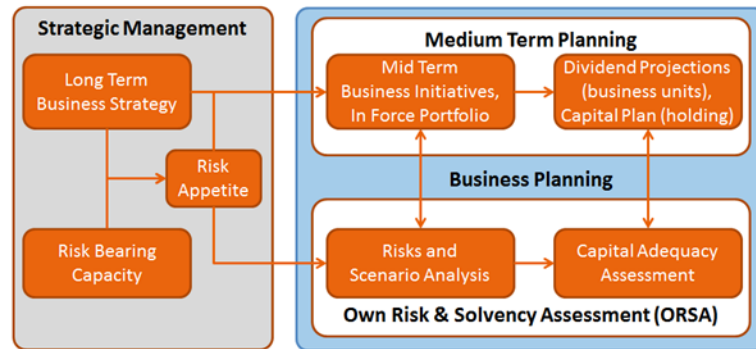 Strategic Management
Long Term
Business Strategy
Risk
Appetite
Risk Bearing
Capacity
Medium Term Planning
Mid Term
Business Initiatives,
In Force Portfolio
Dividend Projections
(business units),
Capital Plan (holding)
Business Planning
Risks and
Scenario Analysis
Capital Adequacy
Assessment
Own Risk & Solvency Assessment (ORSA)